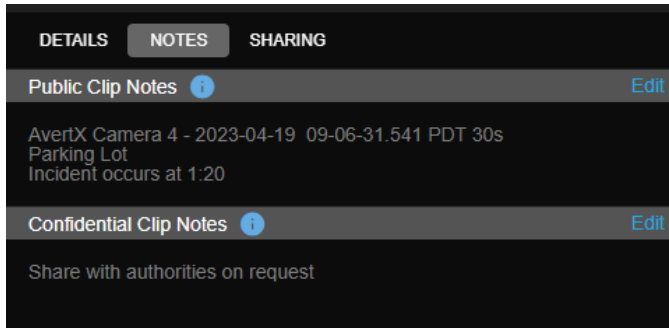 DETAILS NOTES SHARING
Public Clip Notes i Edit
AvertX Camera 4 - 2023-04-19 09-06-31.541 PDT 30s
Parking Lot
Incident occurs at 1:20
Confidential Clip Notes i Edit
Share with authorities on request